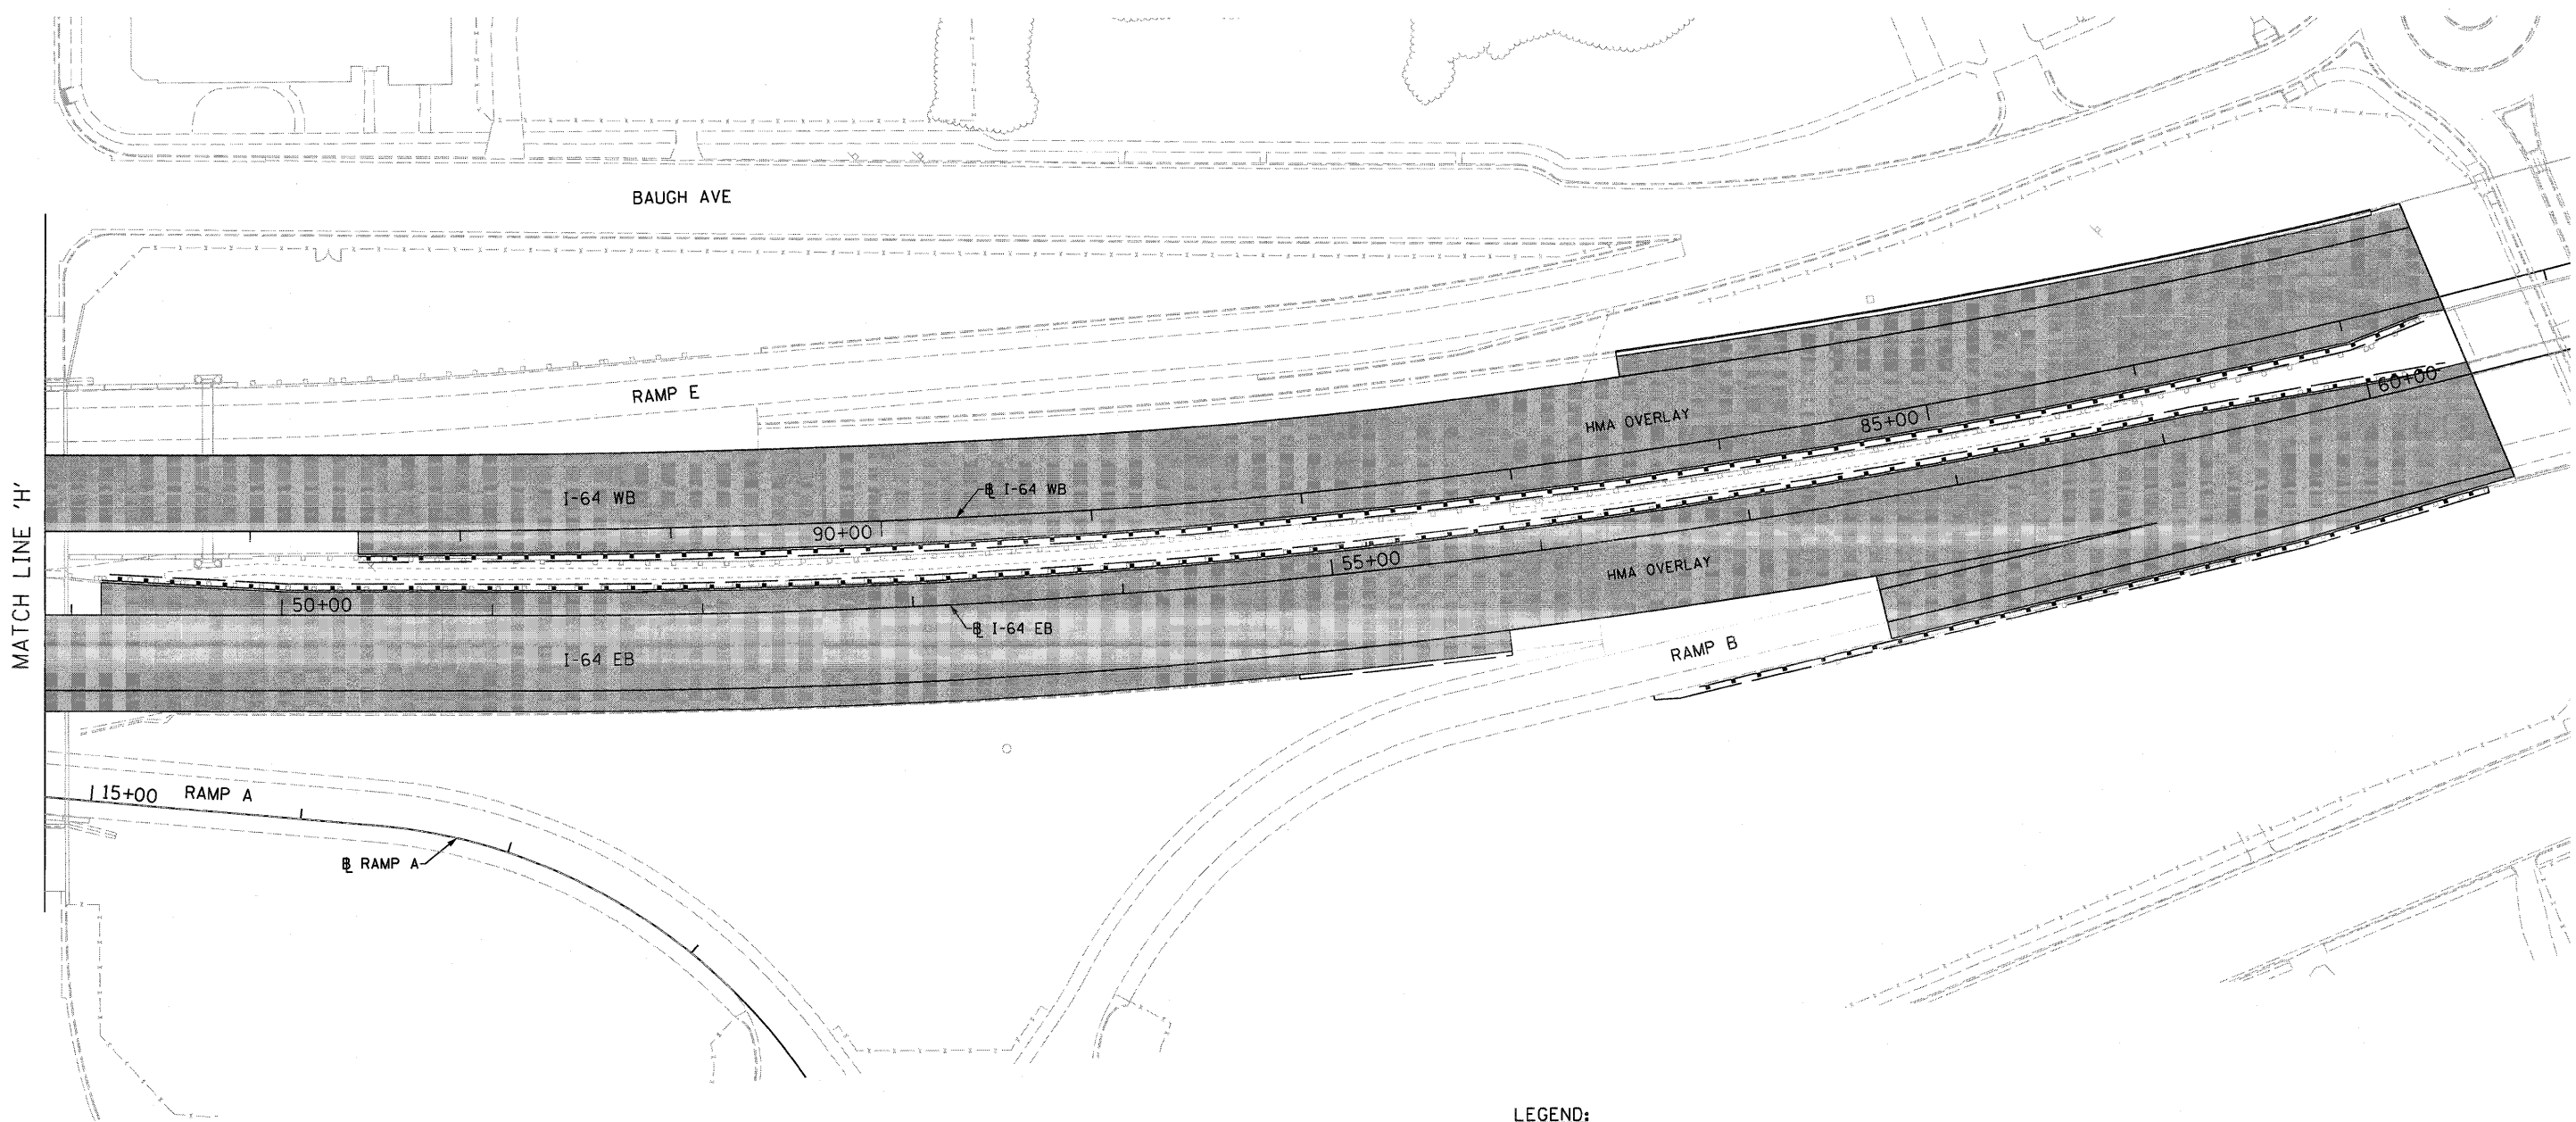 BAUGH AVE
RAMP E
HMA OVERLAY
85+00
60+00
MATCH LINE 'H'
I-64 WB
℄ I-64 WB
90+00
55+00
HMA OVERLAY
50+00
℄ I-64 EB
I-64 EB
RAMP B
15+00
RAMP A
℄ RAMP A
LEGEND: